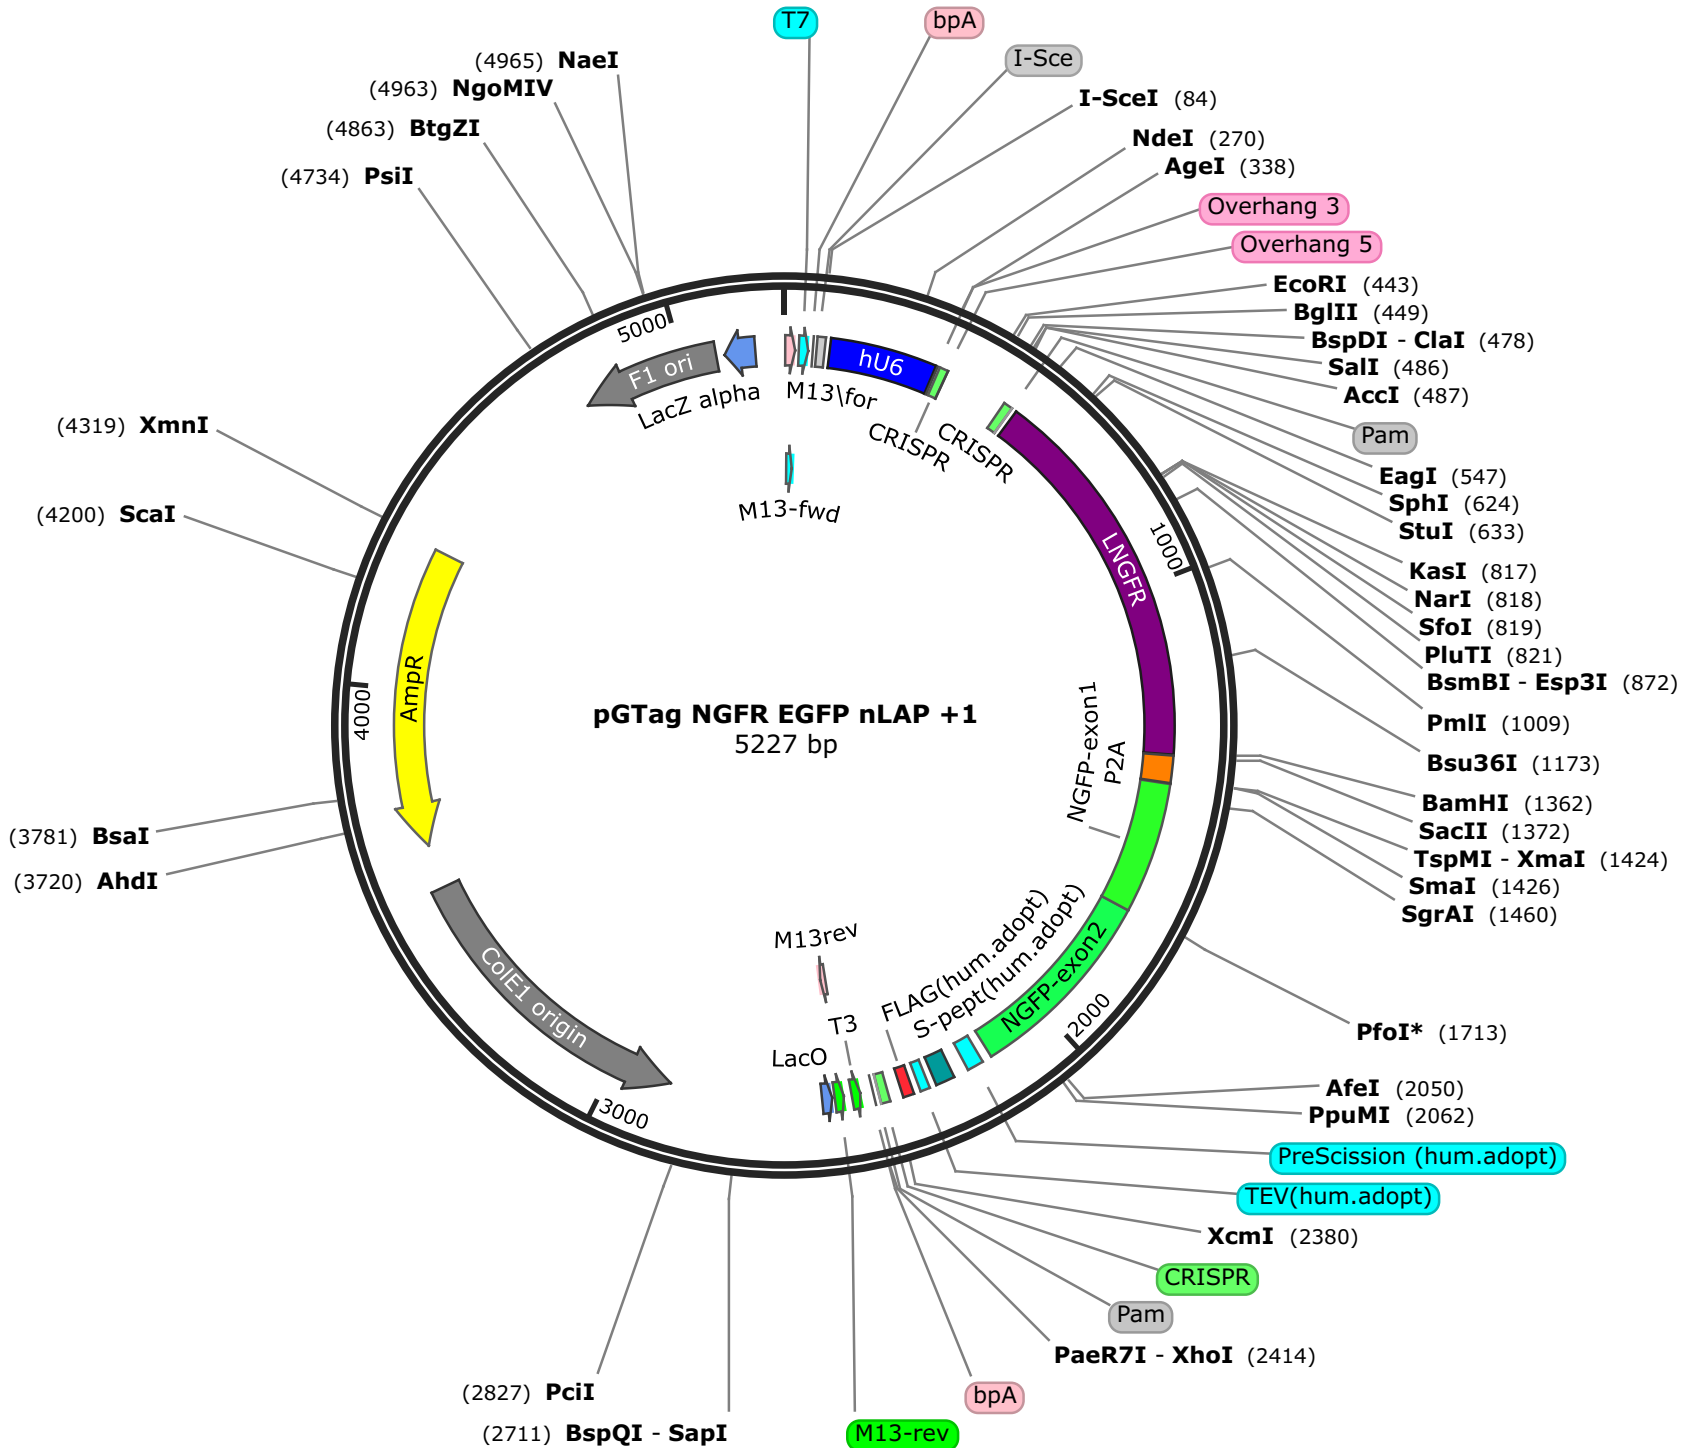 T7
bpA
I-Sce
I-SceI (84)
NdeI (270)
AgeI (338)
Overhang 3
Overhang 5
EcoRI (443)
BglII (449)
BspDI - ClaI (478)
SalI (486)
AccI (487)
Pam
EagI (547)
SphI (624)
StuI (633)
KasI (817)
NarI (818)
SfoI (819)
PluTI (821)
BsmBI - Esp3I (872)
PmlI (1009)
Bsu36I (1173)
BamHI (1362)
SacII (1372)
TspMI - XmaI (1424)
SmaI (1426)
SgrAI (1460)
PfoI* (1713)
AfeI (2050)
PpuMI (2062)
PreScission (hum.adopt)
TEV(hum.adopt)
XcmI (2380)
CRISPR
Pam
PaeR7I - XhoI (2414)
bpA
M13-rev
(2711) BspQI - SapI
(2827) PciI
(3720) AhdI
(3781) BsaI
(4200) ScaI
(4319) XmnI
(4734) PsiI
(4863) BtgZI
(4963) NgoMIV
(4965) NaeI
5000
1000
2000
3000
4000
F1 ori
LacZ alpha
M13\for
hU6
CRISPR
CRISPR
M13-fwd
LNGFR
NGFP-exon1
P2A
NGFP-exon2
FLAG(hum.adopt)
S-pept(hum.adopt)
M13rev
T3
LacO
ColE1 origin
AmpR
pGTag NGFR EGFP nLAP +1
5227 bp